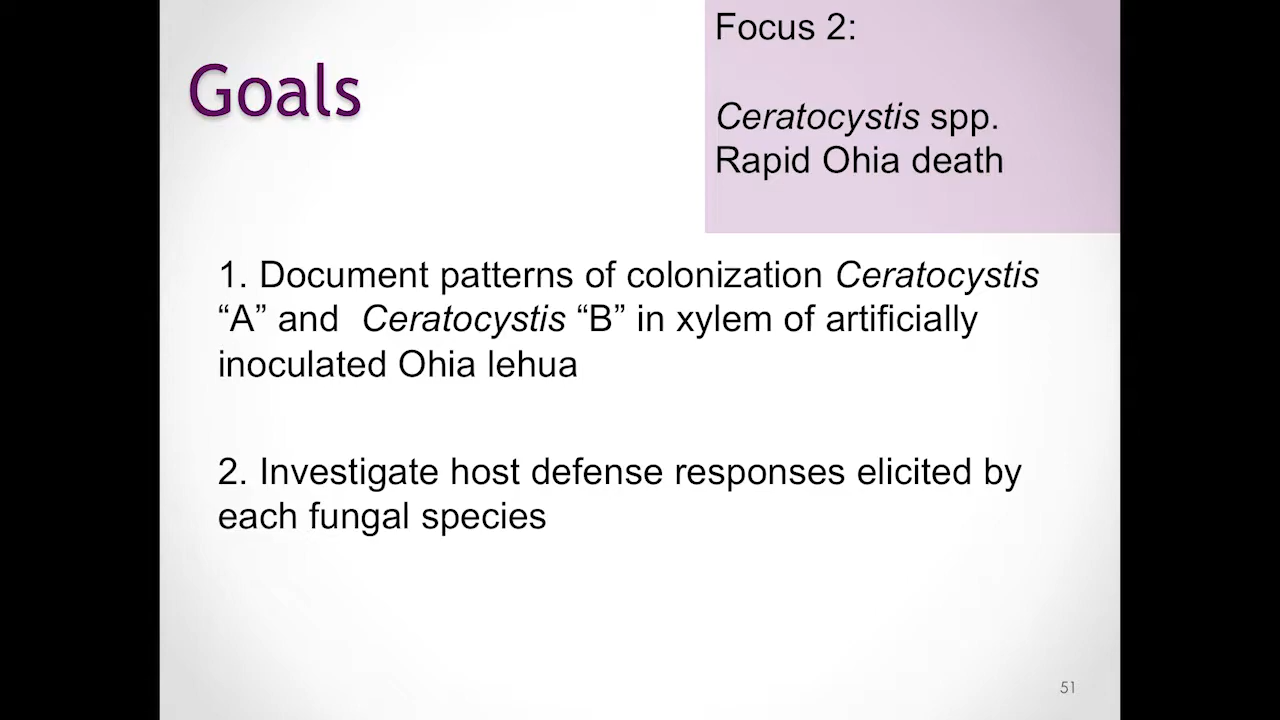 Goals
Focus 2:
Ceratocystis spp.
Rapid Ohia death
1. Document patterns of colonization Ceratocystis
“A” and Ceratocystis “B” in xylem of artificially
inoculated Ohia lehua
2. Investigate host defense responses elicited by
each fungal species
51